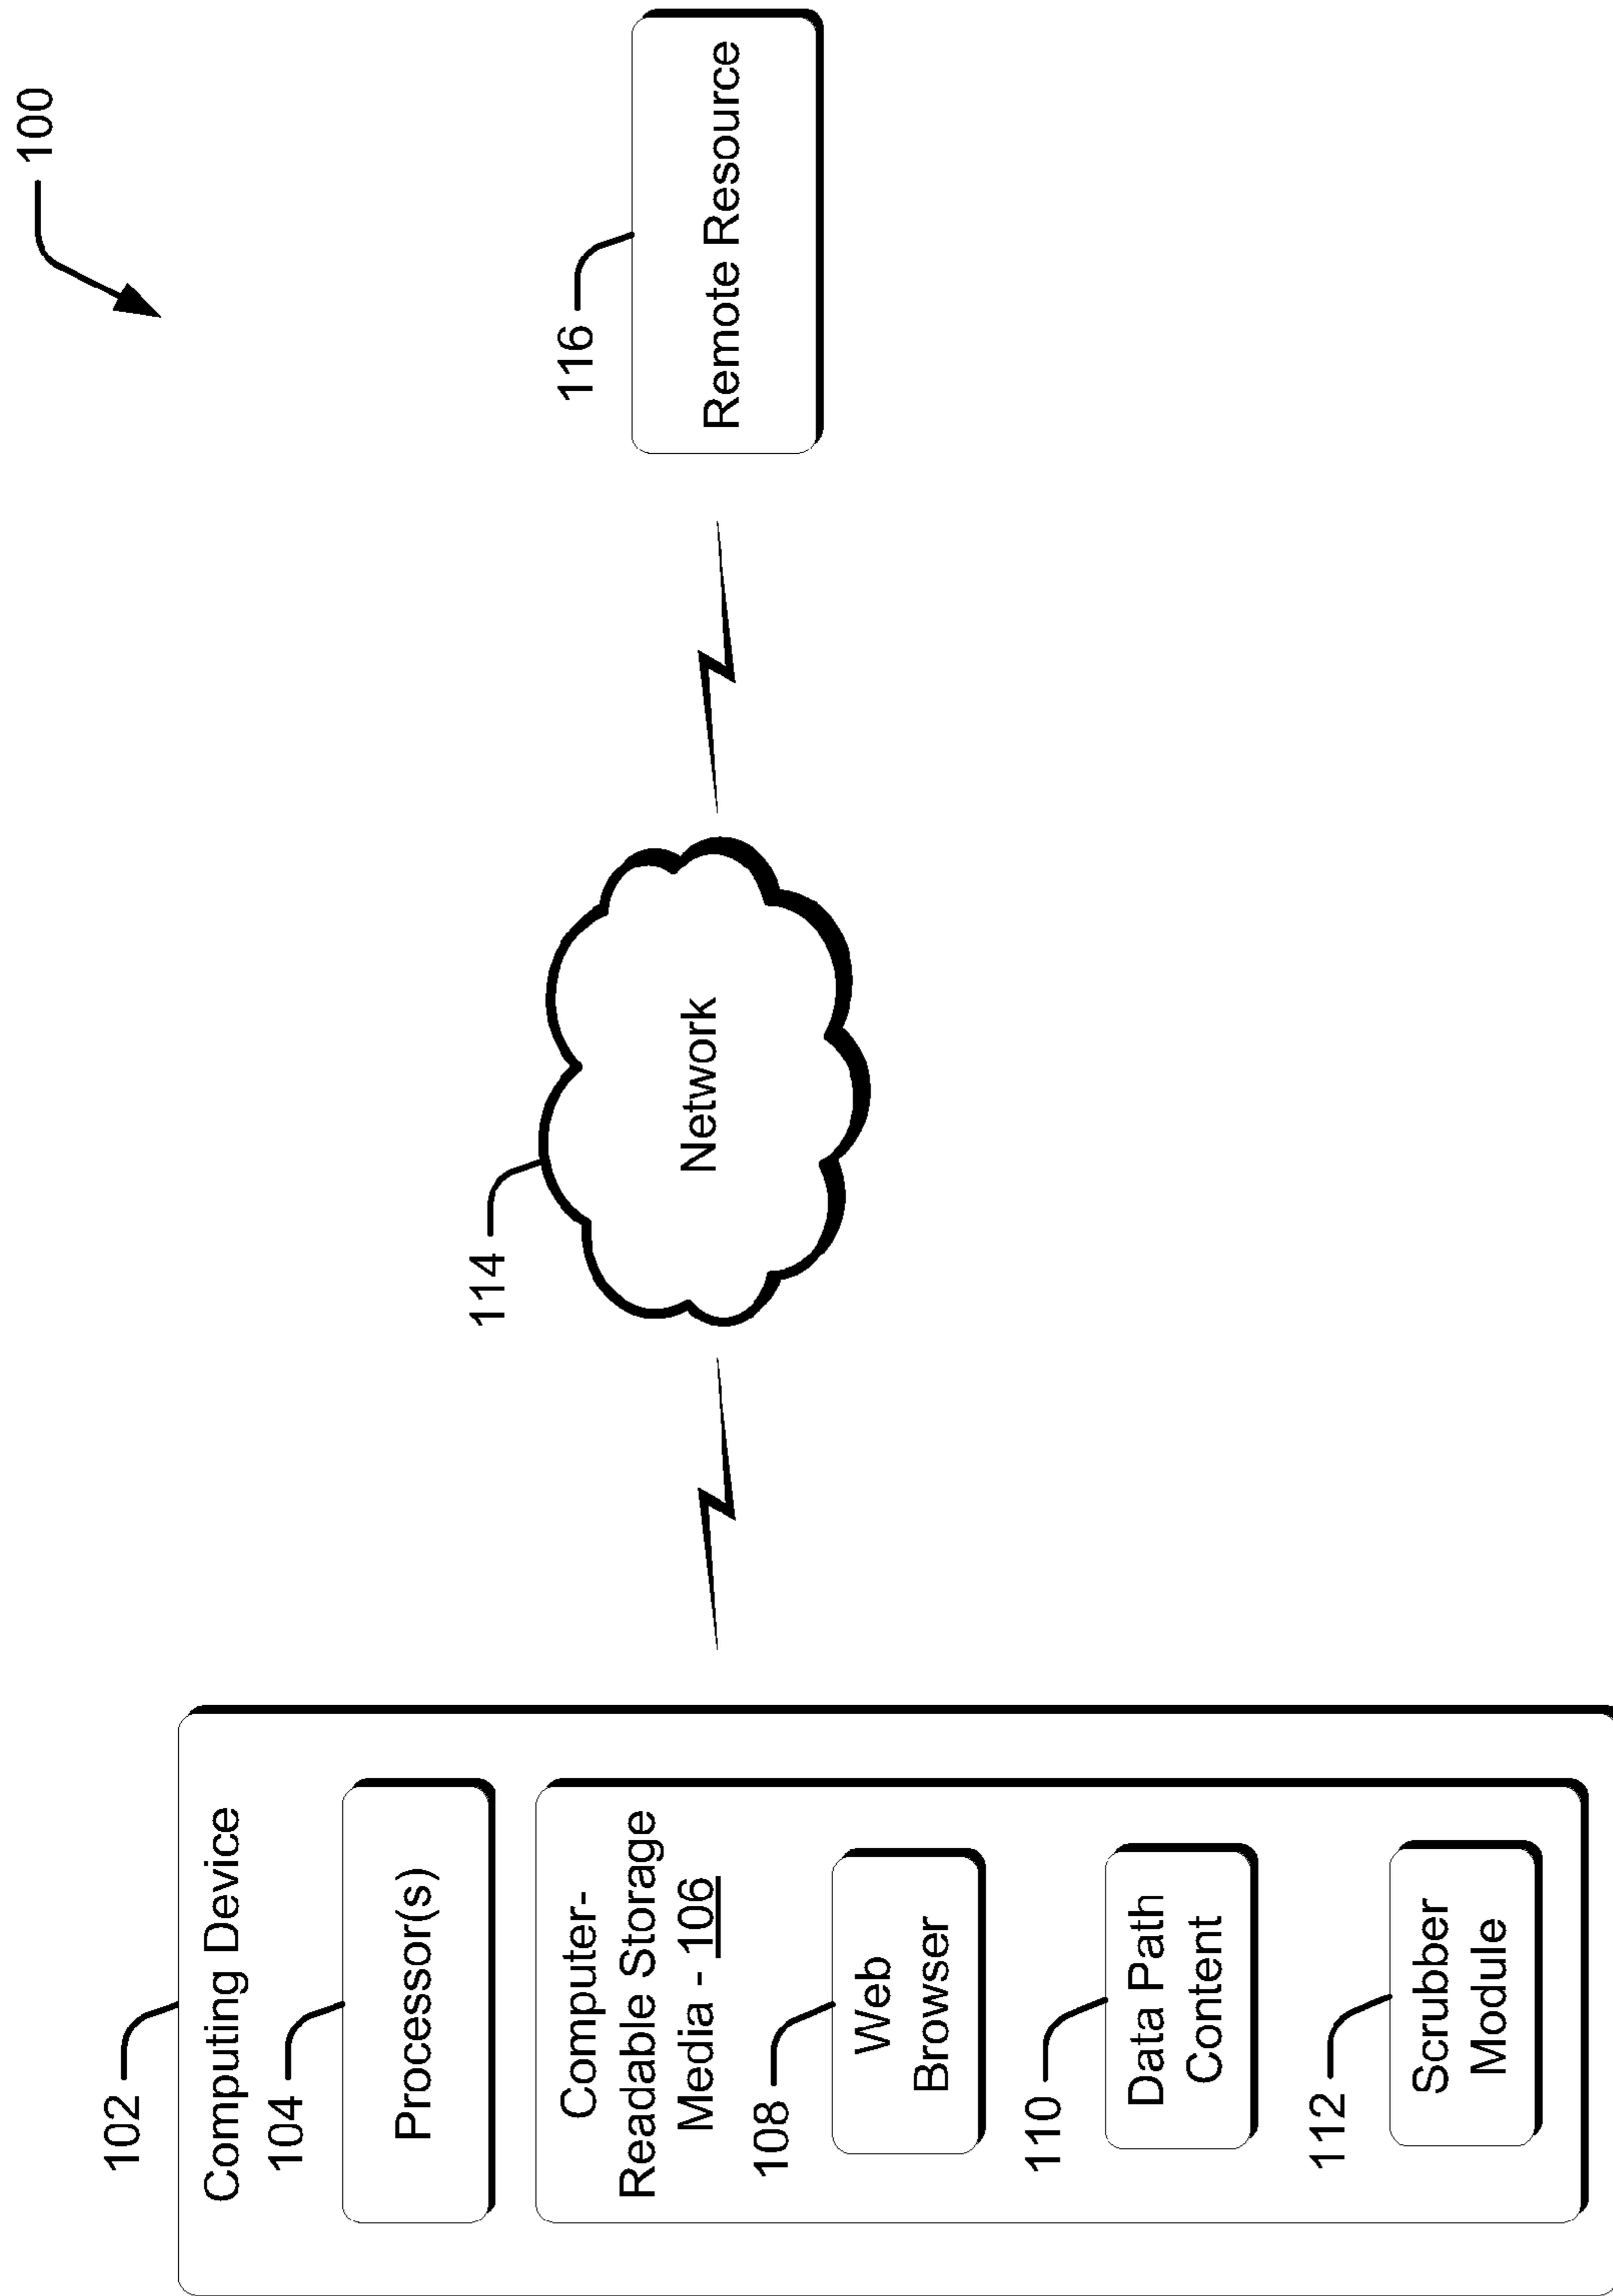 100
102
Computing Device
104
Processor(s)
Computer-
Readable Storage
Media - 106
108
Web
Browser
110
Data Path
Content
112
Scrubber
Module
114
Network
116
Remote Resource